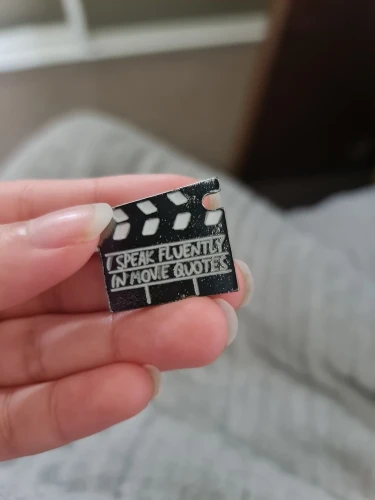 I SPEAK FLUENTLY
IN MOVIE QUOTES